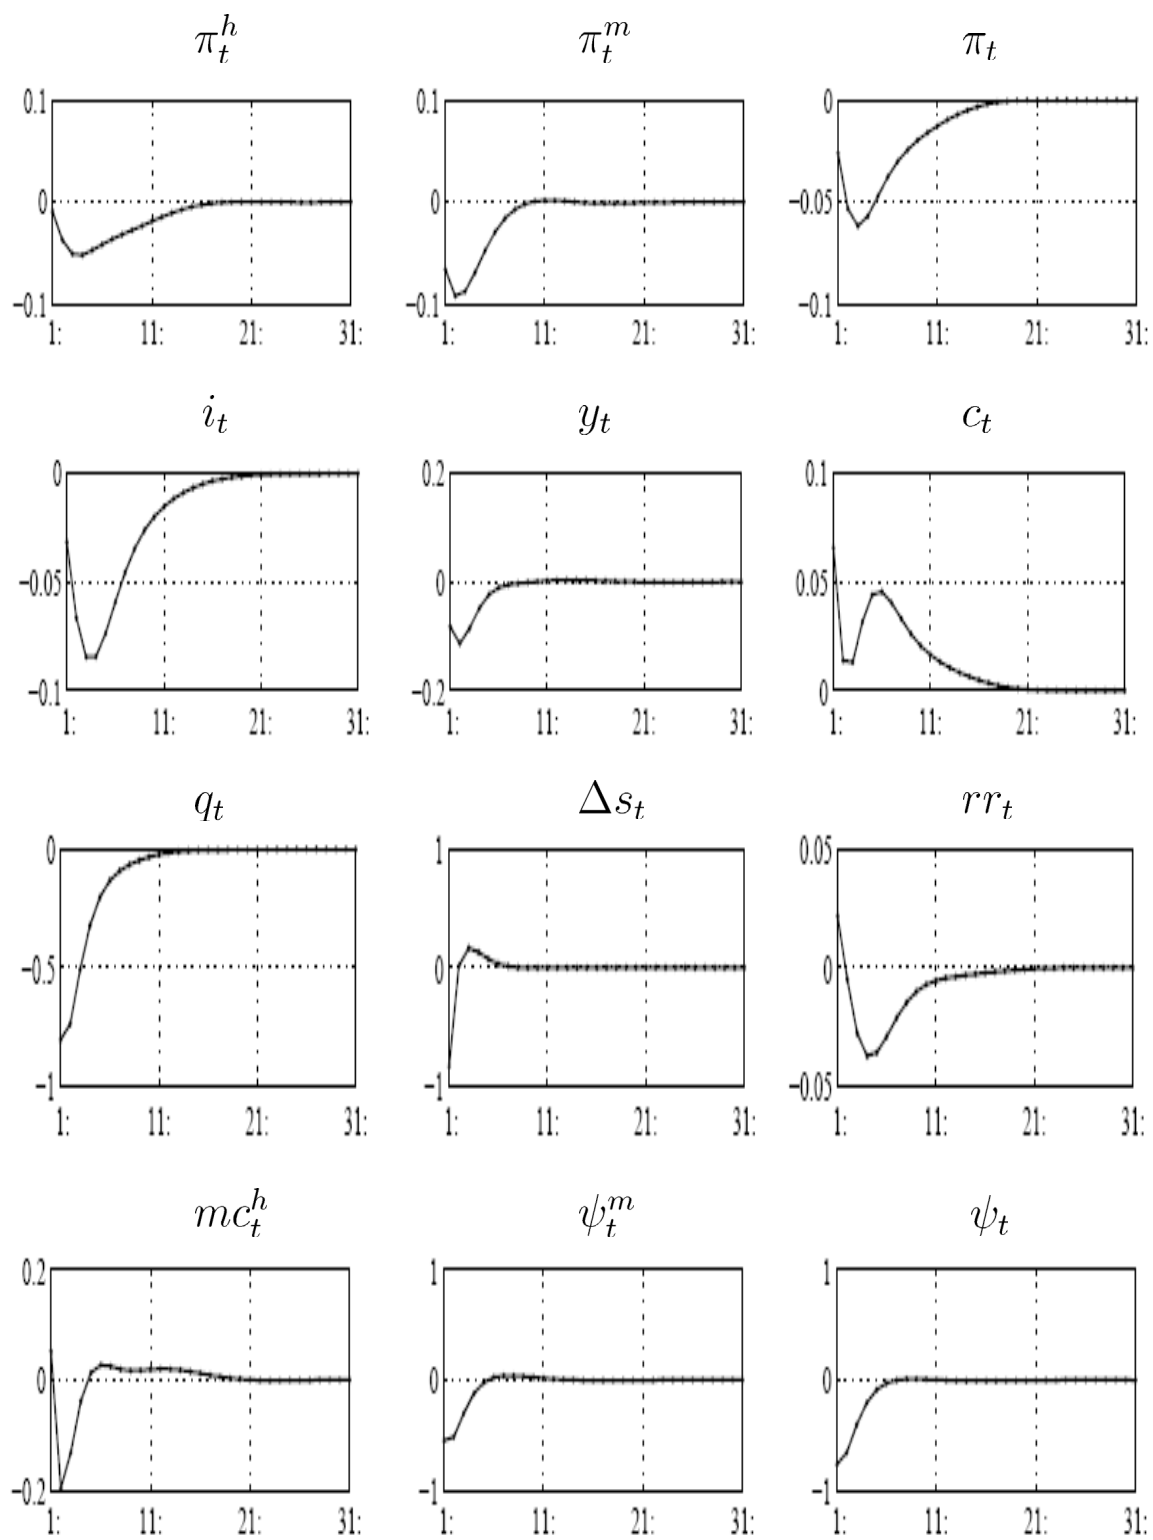 π_t^h π_t^m π_t
0.1 0.1 0
0 0 −0.05
−0.1 −0.1 −0.1
1: 11: 21: 31: 1: 11: 21: 31: 1: 11: 21: 31:
i_t y_t c_t
0 0.2 0.1
−0.05 0 0.05
−0.1 −0.2 0
1: 11: 21: 31: 1: 11: 21: 31: 1: 11: 21: 31:
q_t Δs_t rr_t
0 1 0.05
−0.5 0 0
−1 −1 −0.05
1: 11: 21: 31: 1: 11: 21: 31: 1: 11: 21: 31:
mc_t^h ψ_t^m ψ_t
0.2 1 1
0 0 0
−0.2 −1 −1
1: 11: 21: 31: 1: 11: 21: 31: 1: 11: 21: 31: